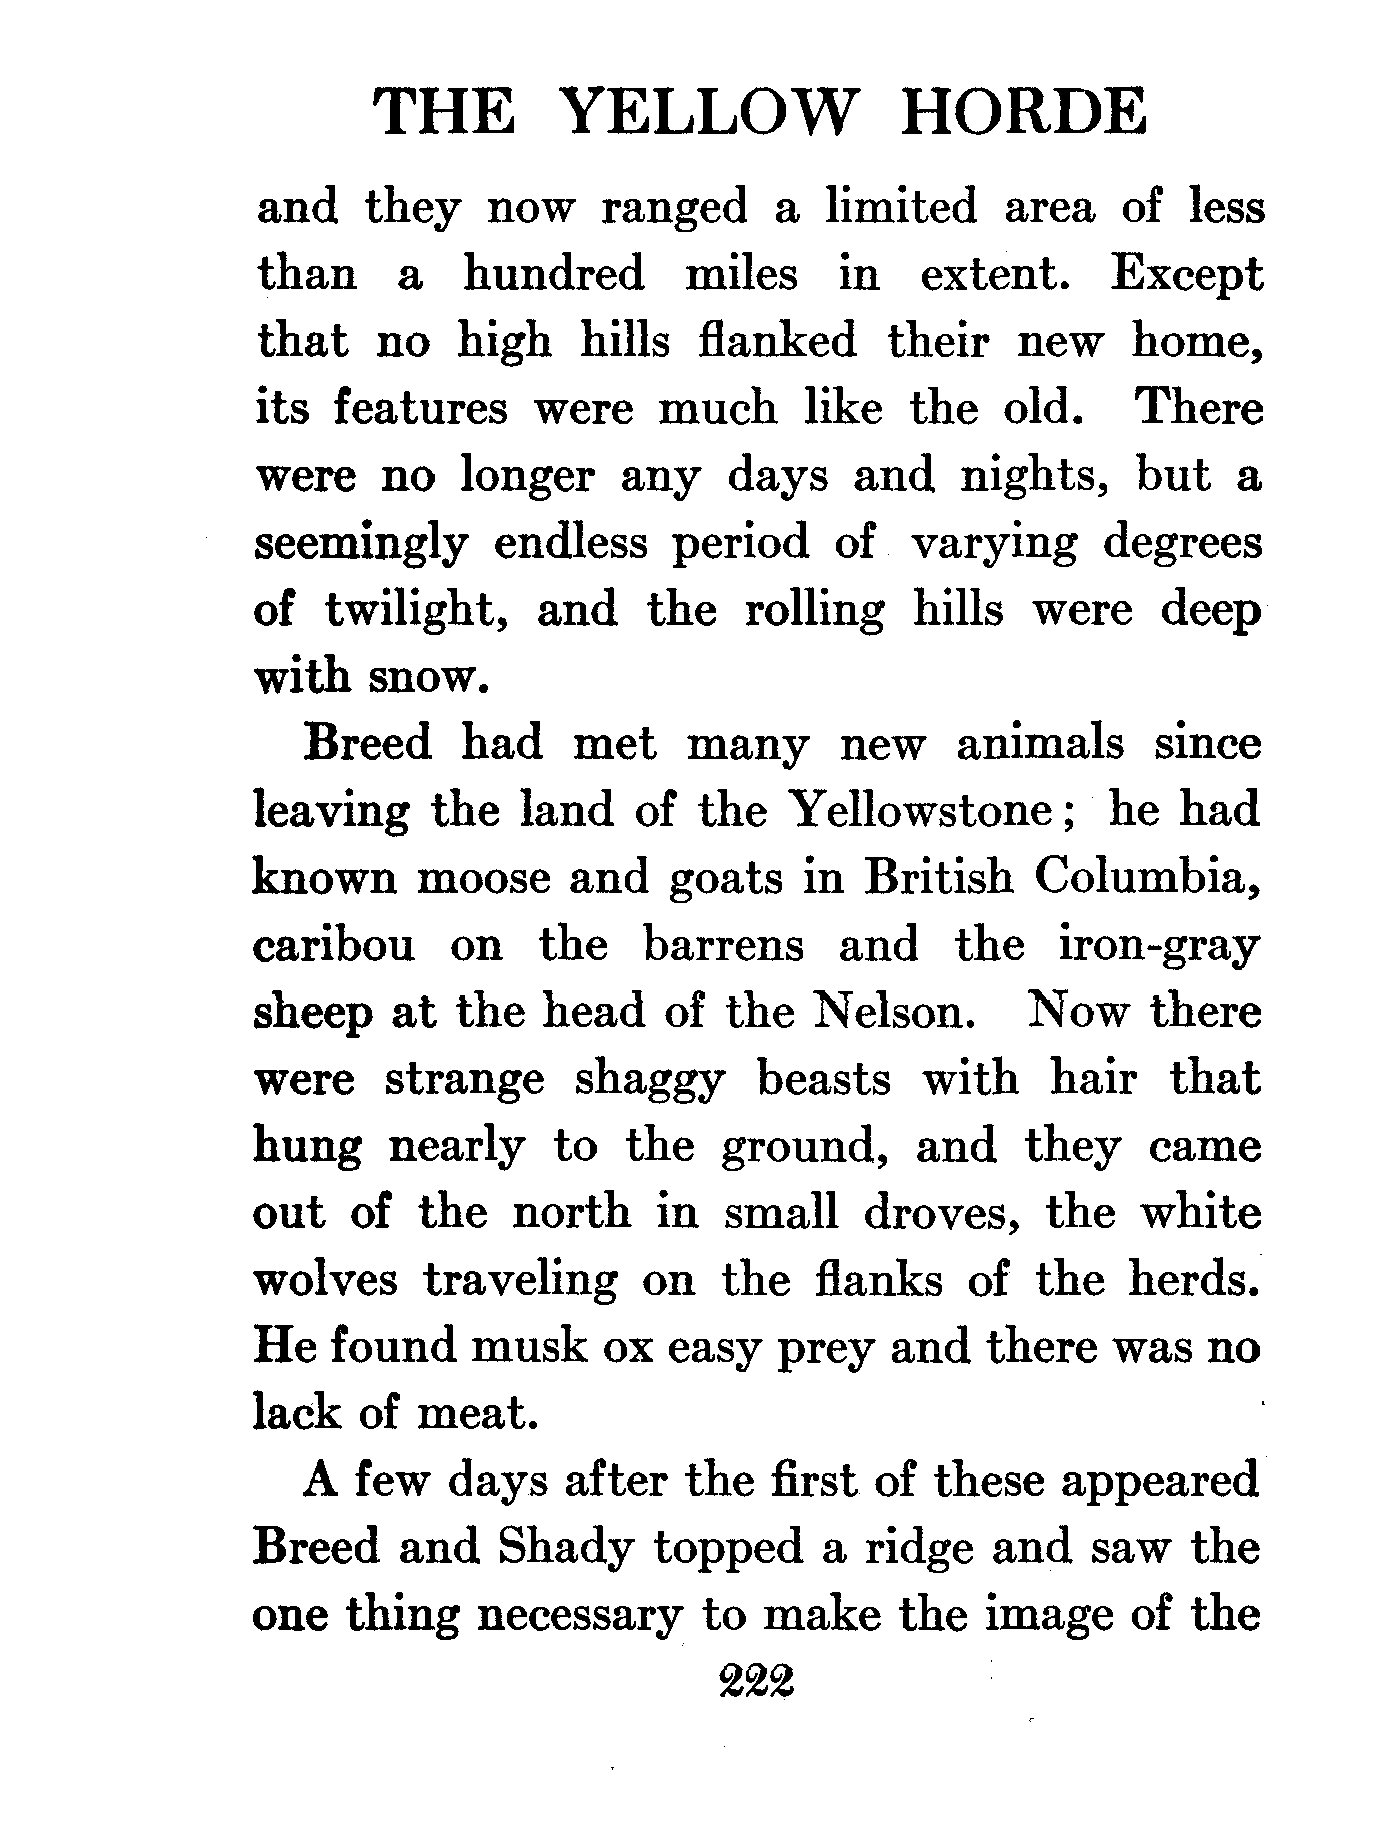 THE YELLOW HORDE
and they now ranged a limited area of less
than a hundred miles in extent. Except
that no high hills flanked their new home,
its features were much like the old. There
were no longer any days and nights, but a
seemingly endless period of varying degrees
of twilight, and the rolling hills were deep
with snow.
Breed had met many new animals since
leaving the land of the Yellowstone; he had
known moose and goats in British Columbia,
caribou on the barrens and the iron-gray
sheep at the head of the Nelson. Now there
were strange shaggy beasts with hair that
hung nearly to the ground, and they came
out of the north in small droves, the white
wolves traveling on the flanks of the herds.
He found musk ox easy prey and there was no
lack of meat.
A few days after the first of these appeared
Breed and Shady topped a ridge and saw the
one thing necessary to make the image of the
222